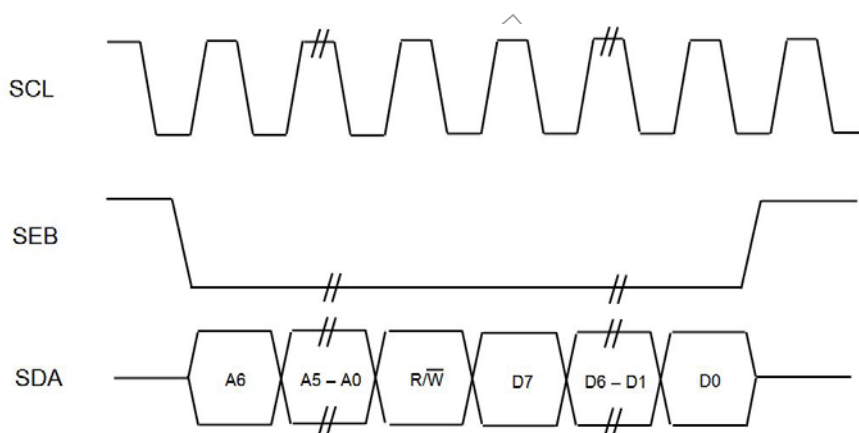 SCL
SEB
SDA
A6 A5 – A0 R/W̅ D7 D6 – D1 D0